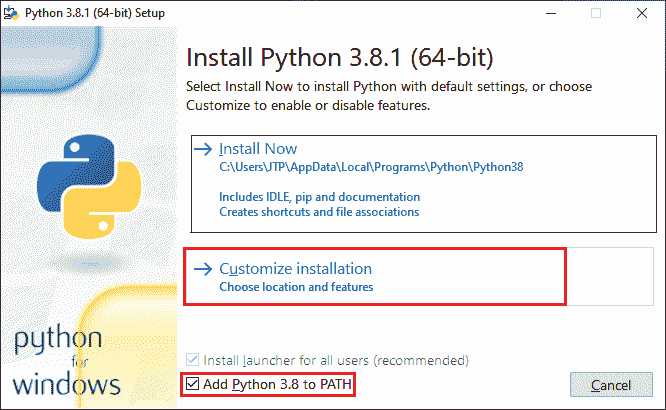 Python 3.8.1 (64-bit) Setup
Install Python 3.8.1 (64-bit)
Select Install Now to install Python with default settings, or choose
Customize to enable or disable features.
Install Now
C:\Users\JTP\AppData\Local\Programs\Python\Python38
Includes IDLE, pip and documentation
Creates shortcuts and file associations
Customize installation
Choose location and features
Install launcher for all users (recommended)
Add Python 3.8 to PATH
Cancel
python
for
windows